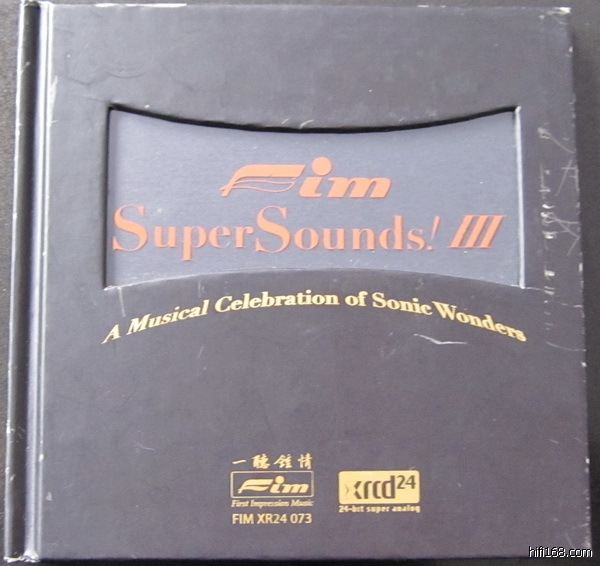 Fim
SuperSounds! III
A Musical Celebration of Sonic Wonders
一聽鍾情
Fim
First Impression Music
FIM XR24 073
xrcd24
24-bit super analog
hifi168.com